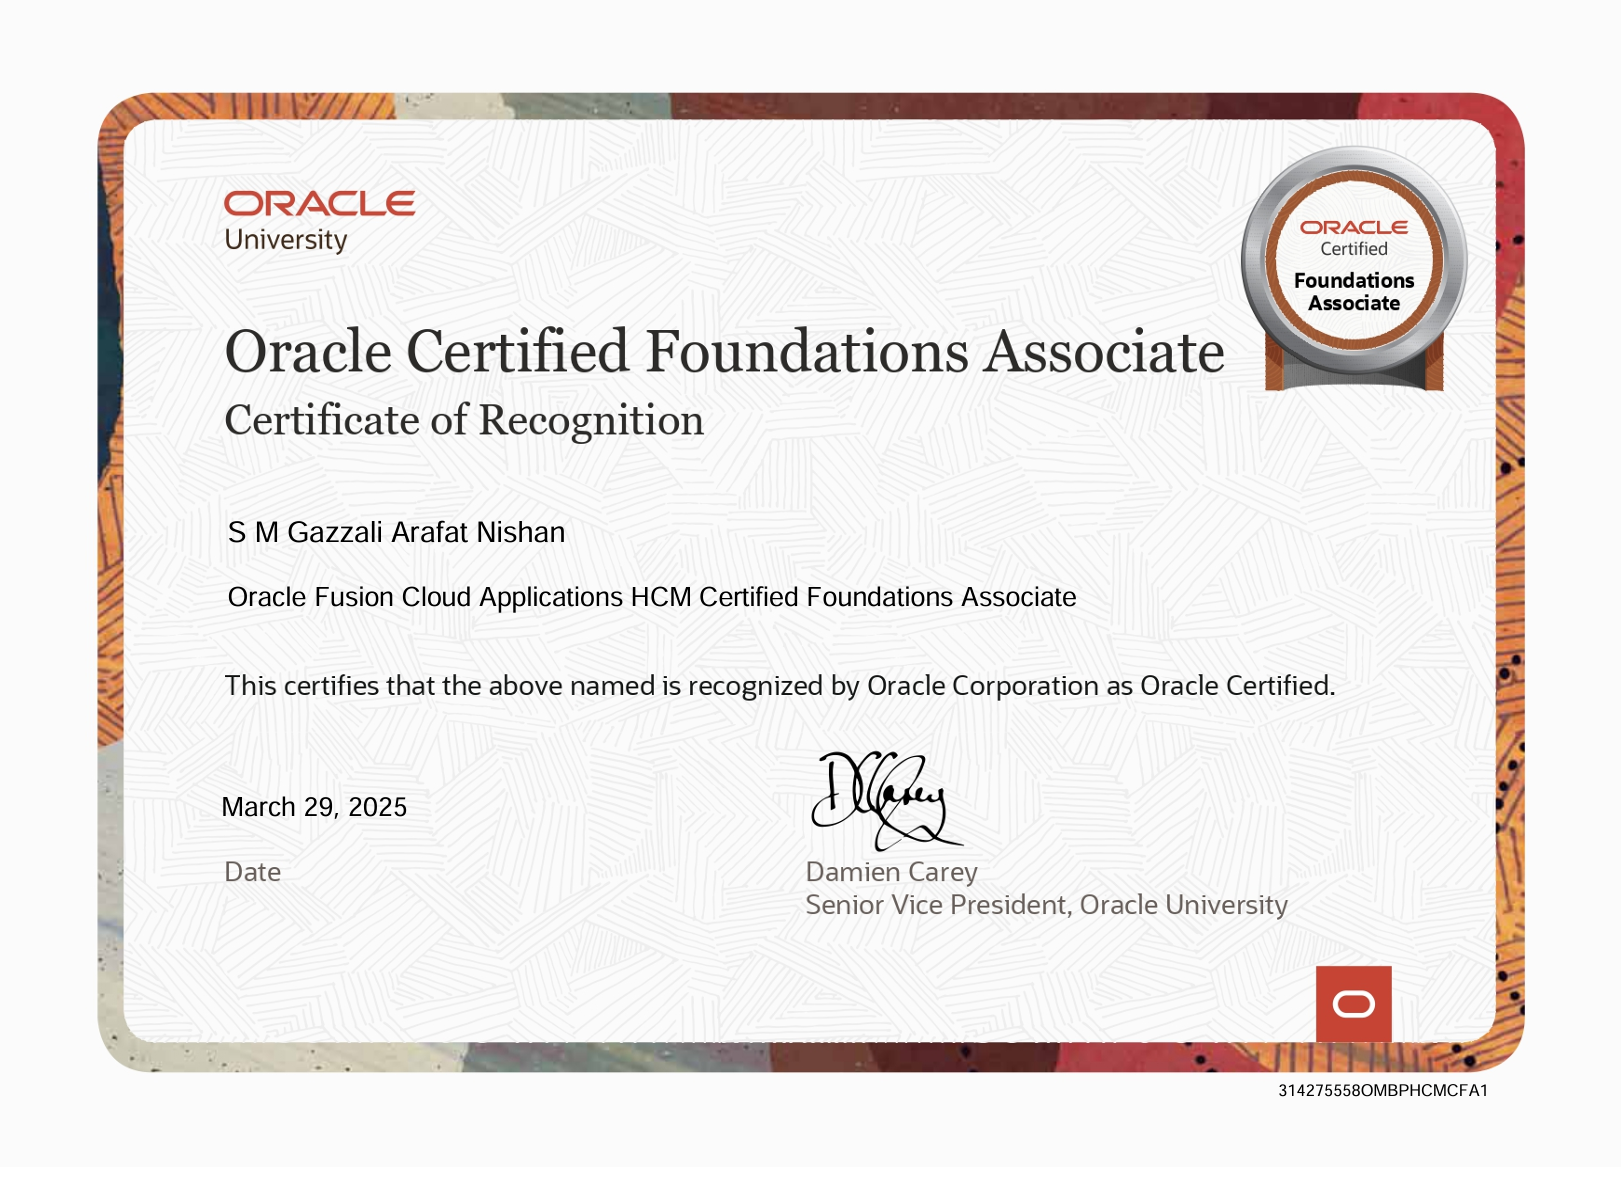 ORACLE
University
ORACLE
Certified
Foundations
Associate
Oracle Certified Foundations Associate
Certificate of Recognition
S M Gazzali Arafat Nishan
Oracle Fusion Cloud Applications HCM Certified Foundations Associate
This certifies that the above named is recognized by Oracle Corporation as Oracle Certified.
DCarey
March 29, 2025
Date
Damien Carey
Senior Vice President, Oracle University
314275558OMBPHCMCFA1